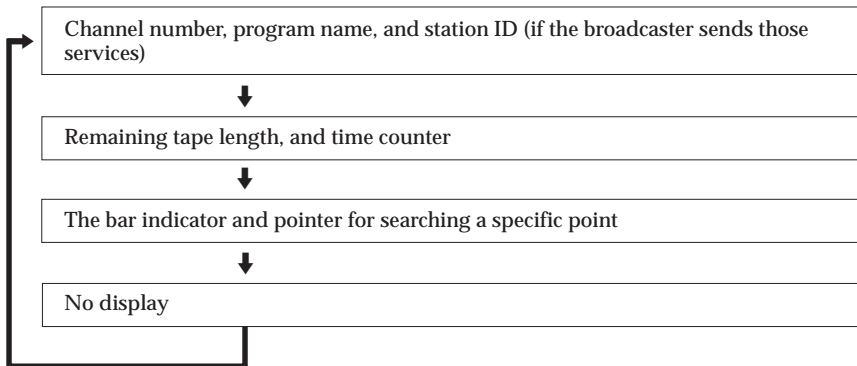 Channel number, program name, and station ID (if the broadcaster sends those
services)
Remaining tape length, and time counter
The bar indicator and pointer for searching a specific point
No display